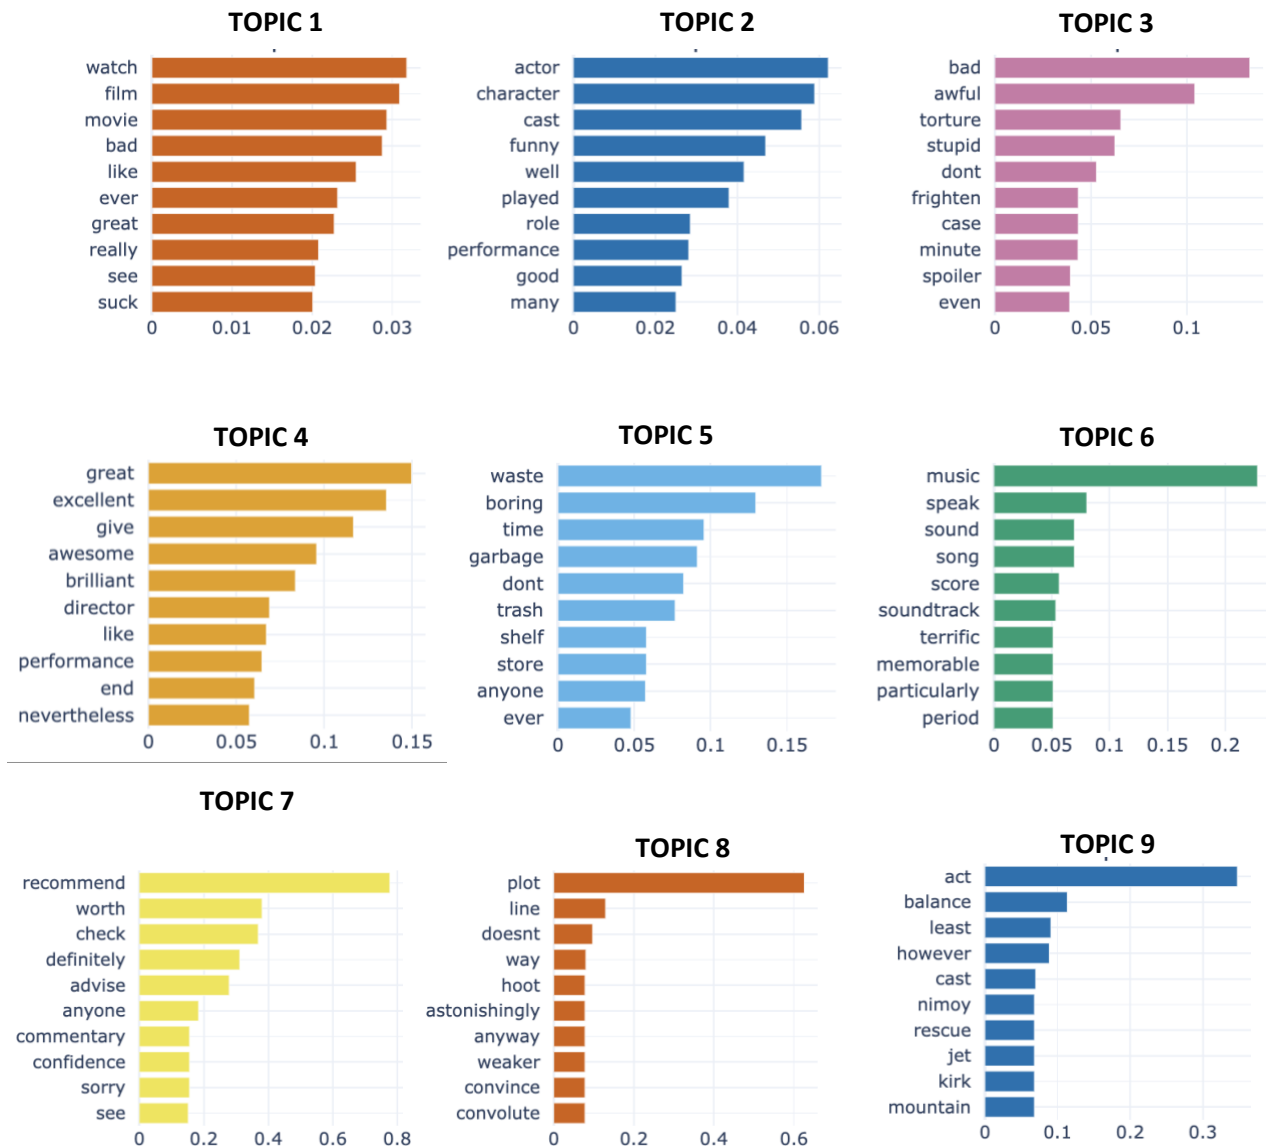 TOPIC 1
watch
film
movie
bad
like
ever
great
really
see
suck
0 0.01 0.02 0.03
TOPIC 2
actor
character
cast
funny
well
played
role
performance
good
many
0 0.02 0.04 0.06
TOPIC 3
bad
awful
torture
stupid
dont
frighten
case
minute
spoiler
even
0 0.05 0.1
TOPIC 4
great
excellent
give
awesome
brilliant
director
like
performance
end
nevertheless
0 0.05 0.1 0.15
TOPIC 5
waste
boring
time
garbage
dont
trash
shelf
store
anyone
ever
0 0.05 0.1 0.15
TOPIC 6
music
speak
sound
song
score
soundtrack
terrific
memorable
particularly
period
0 0.05 0.1 0.15 0.2
TOPIC 7
recommend
worth
check
definitely
advise
anyone
commentary
confidence
sorry
see
0 0.2 0.4 0.6 0.8
TOPIC 8
plot
line
doesnt
way
hoot
astonishingly
anyway
weaker
convince
convolute
0 0.2 0.4 0.6
TOPIC 9
act
balance
least
however
cast
nimoy
rescue
jet
kirk
mountain
0 0.1 0.2 0.3